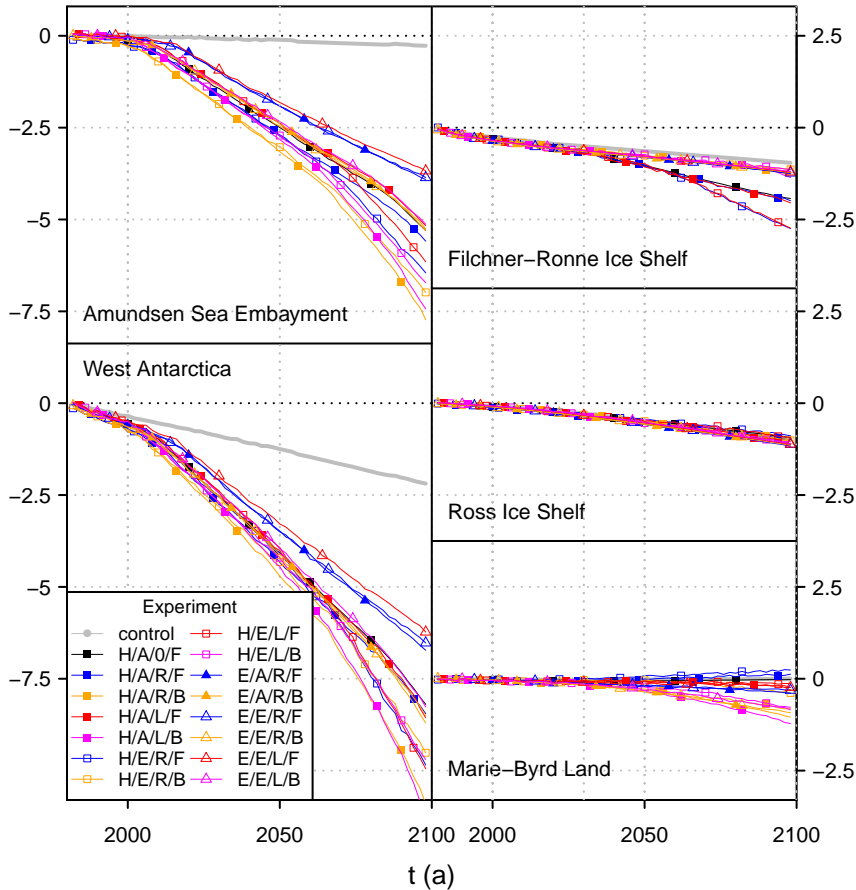 0
−2.5
−5
−7.5
Amundsen Sea Embayment
West Antarctica
0
−2.5
−5
−7.5
Experiment
control
H/A/0/F
H/A/R/F
H/A/R/B
H/A/L/F
H/A/L/B
H/E/R/F
H/E/R/B
H/E/L/F
H/E/L/B
E/A/R/F
E/A/R/B
E/E/R/F
E/E/R/B
E/E/L/F
E/E/L/B
2.5
0
−2.5
Filchner−Ronne Ice Shelf
2.5
0
Ross Ice Shelf
2.5
0
−2.5
Marie−Byrd Land
2000
2050
2100
2000
2050
2100
t (a)